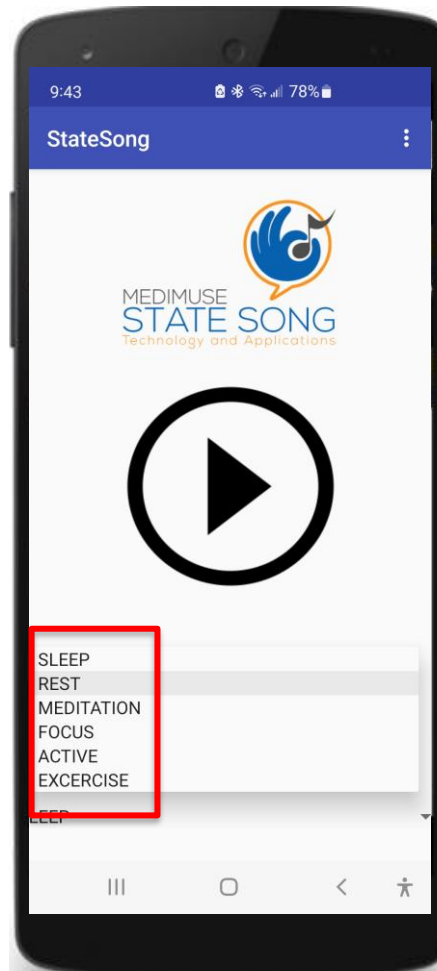 9:43 78%
StateSong
MEDIMUSE
STATE SONG
Technology and Applications
SLEEP
REST
MEDITATION
FOCUS
ACTIVE
EXCERCISE